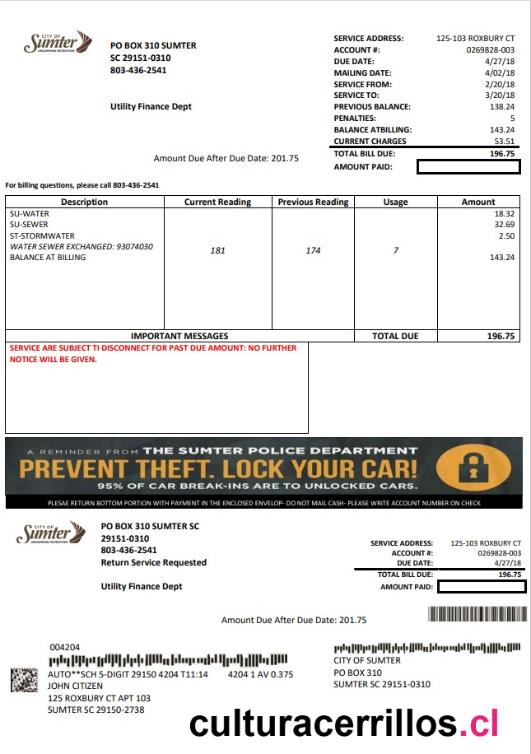 CITY OF
Sumter
PO BOX 310 SUMTER
SC 29151-0310
803-436-2541
Utility Finance Dept
Amount Due After Due Date: 201.75
SERVICE ADDRESS: 125-103 ROXBURY CT
ACCOUNT #: 0269828-003
DUE DATE: 4/27/18
MAILING DATE: 4/02/18
SERVICE FROM: 2/20/18
SERVICE TO: 3/20/18
PREVIOUS BALANCE: 138.24
PENALTIES: 5
BALANCE ATBILLING: 143.24
CURRENT CHARGES 53.51
TOTAL BILL DUE: 196.75
AMOUNT PAID:
For billing questions, please call 803-436-2541
Description Current Reading Previous Reading Usage Amount
SU-WATER 18.32
SU-SEWER 32.69
ST-STORMWATER 2.50
WATER SEWER EXCHANGED: 93074030 181 174 7
BALANCE AT BILLING 143.24
IMPORTANT MESSAGES TOTAL DUE 196.75
SERVICE ARE SUBJECT TI DISCONNECT FOR PAST DUE AMOUNT: NO FURTHER
NOTICE WILL BE GIVEN.
A REMINDER FROM THE SUMTER POLICE DEPARTMENT
PREVENT THEFT. LOCK YOUR CAR!
95% OF CAR BREAK-INS ARE TO UNLOCKED CARS.
PLESAE RETURN BOTTOM PORTION WITH PAYMENT IN THE ENCLOSED ENVELOP- DO NOT MAIL CASH- PLEASE WRITE ACCOUNT NUMBER ON CHECK
CITY OF
Sumter
PO BOX 310 SUMTER SC
29151-0310
803-436-2541
Return Service Requested
Utility Finance Dept
SERVICE ADDRESS: 125-103 ROXBURY CT
ACCOUNT #: 0269828-003
DUE DATE: 4/27/18
TOTAL BILL DUE: 196.75
AMOUNT PAID:
Amount Due After Due Date: 201.75
004204
AUTO**SCH 5-DIGIT 29150 4204 T11:14 4204 1 AV 0.375
JOHN CITIZEN
125 ROXBURY CT APT 103
SUMTER SC 29150-2738
CITY OF SUMTER
PO BOX 310
SUMTER SC 29151-0310
culturacerrillos.cl